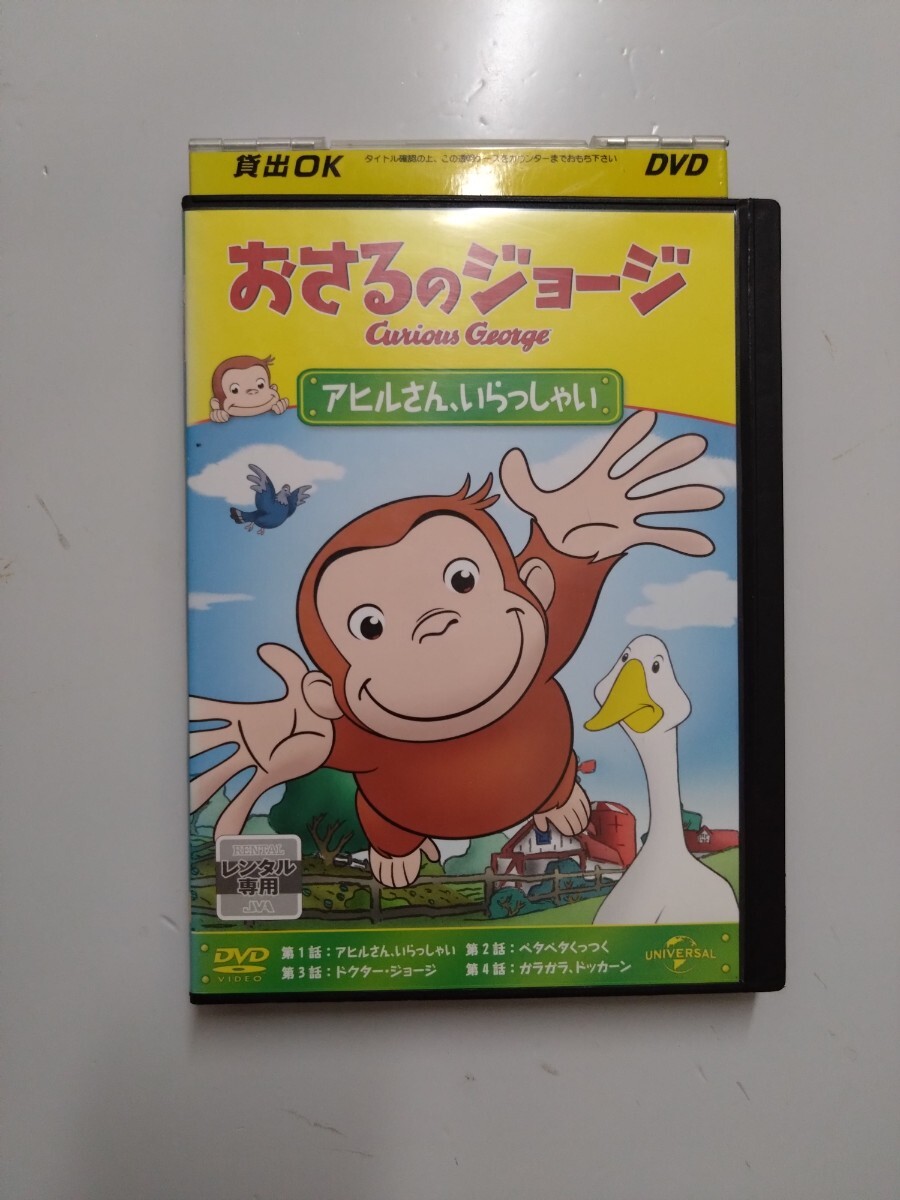 貸出OK
タイトル確認の上、この透明ケースをカウンターまでおもち下さい
DVD
おさるのジョージ
Curious George
アヒルさん、いらっしゃい
RENTAL
レンタル
専用
JVA
DVD
VIDEO
第1話:アヒルさん、いらっしゃい 第2話:ペタペタくっつく
第3話:ドクター・ジョージ 第4話:ガラガラ、ドッカーン
UNIVERSAL